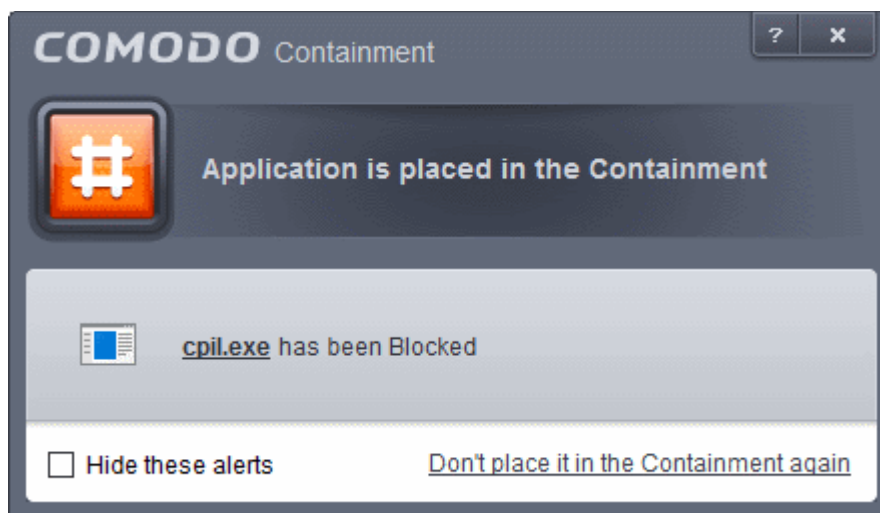 COMODO Containment
? x
Application is placed in the Containment
cpil.exe has been Blocked
Hide these alerts Don't place it in the Containment again